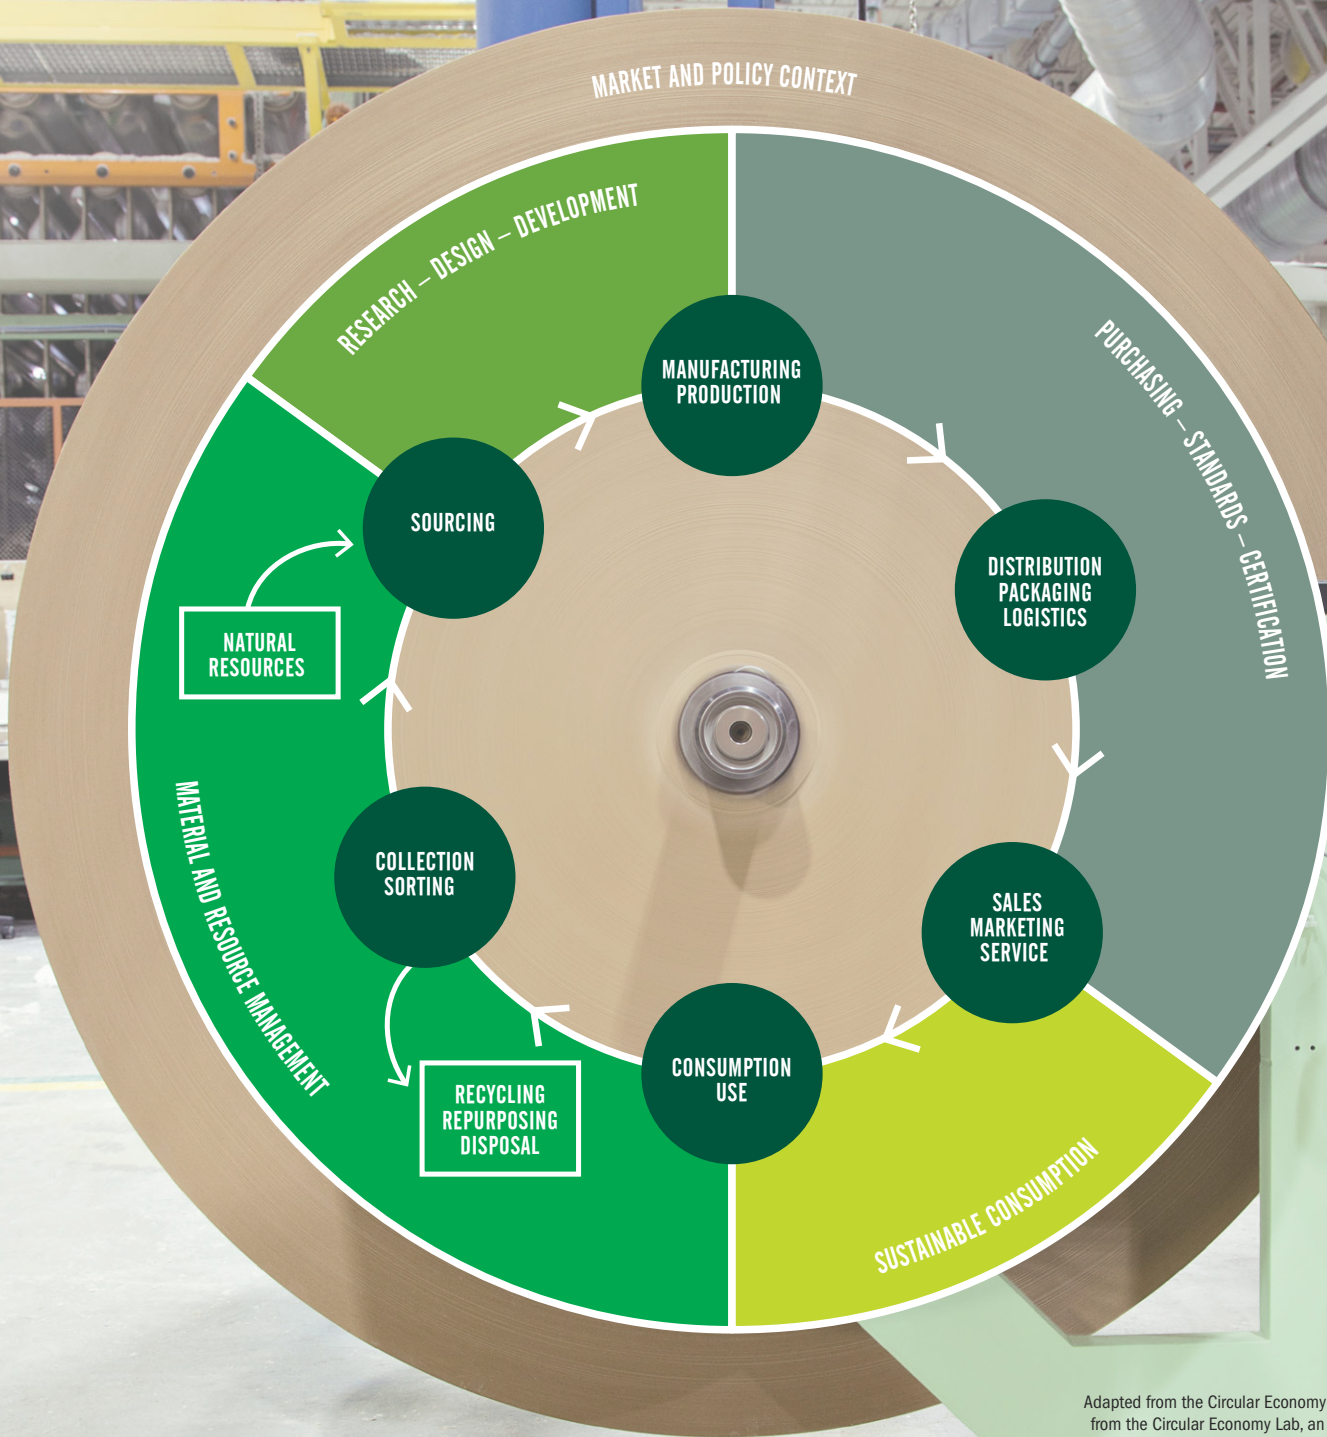 MARKET AND POLICY CONTEXT
RESEARCH – DESIGN – DEVELOPMENT
PURCHASING – STANDARDS – CERTIFICATION
MANUFACTURING
PRODUCTION
SOURCING
DISTRIBUTION
PACKAGING
LOGISTICS
NATURAL
RESOURCES
MATERIAL AND RESOURCE MANAGEMENT
COLLECTION
SORTING
SALES
MARKETING
SERVICE
CONSUMPTION
USE
RECYCLING
REPURPOSING
DISPOSAL
SUSTAINABLE CONSUMPTION
Adapted from the Circular Economy
from the Circular Economy Lab, an